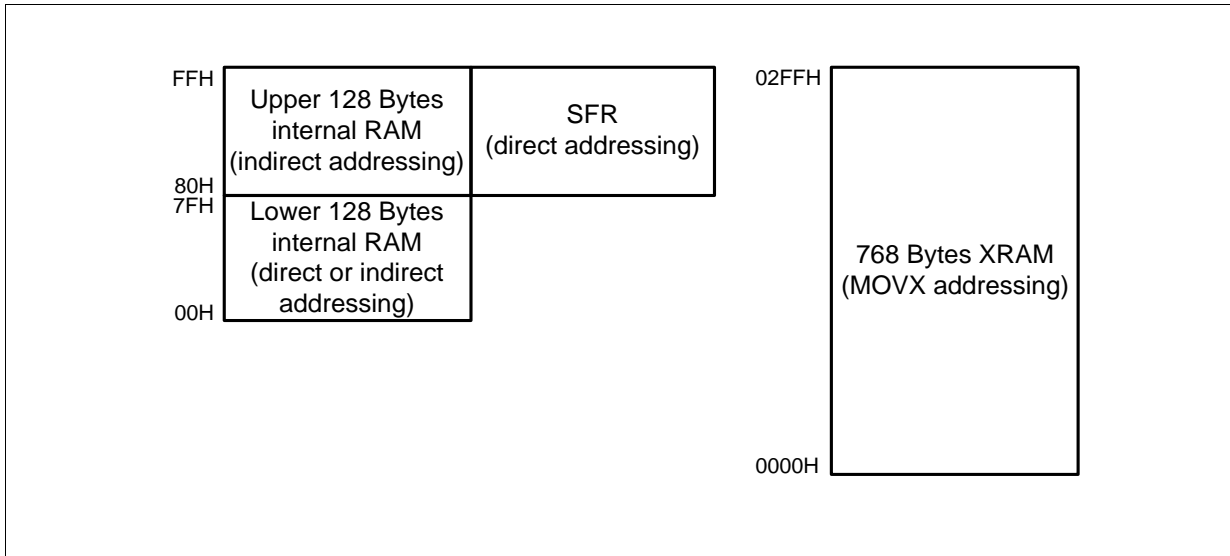 FFH
Upper 128 Bytes
internal RAM
(indirect addressing)
80H
SFR
(direct addressing)
7FH
Lower 128 Bytes
internal RAM
(direct or indirect
addressing)
00H
02FFH
768 Bytes XRAM
(MOVX addressing)
0000H